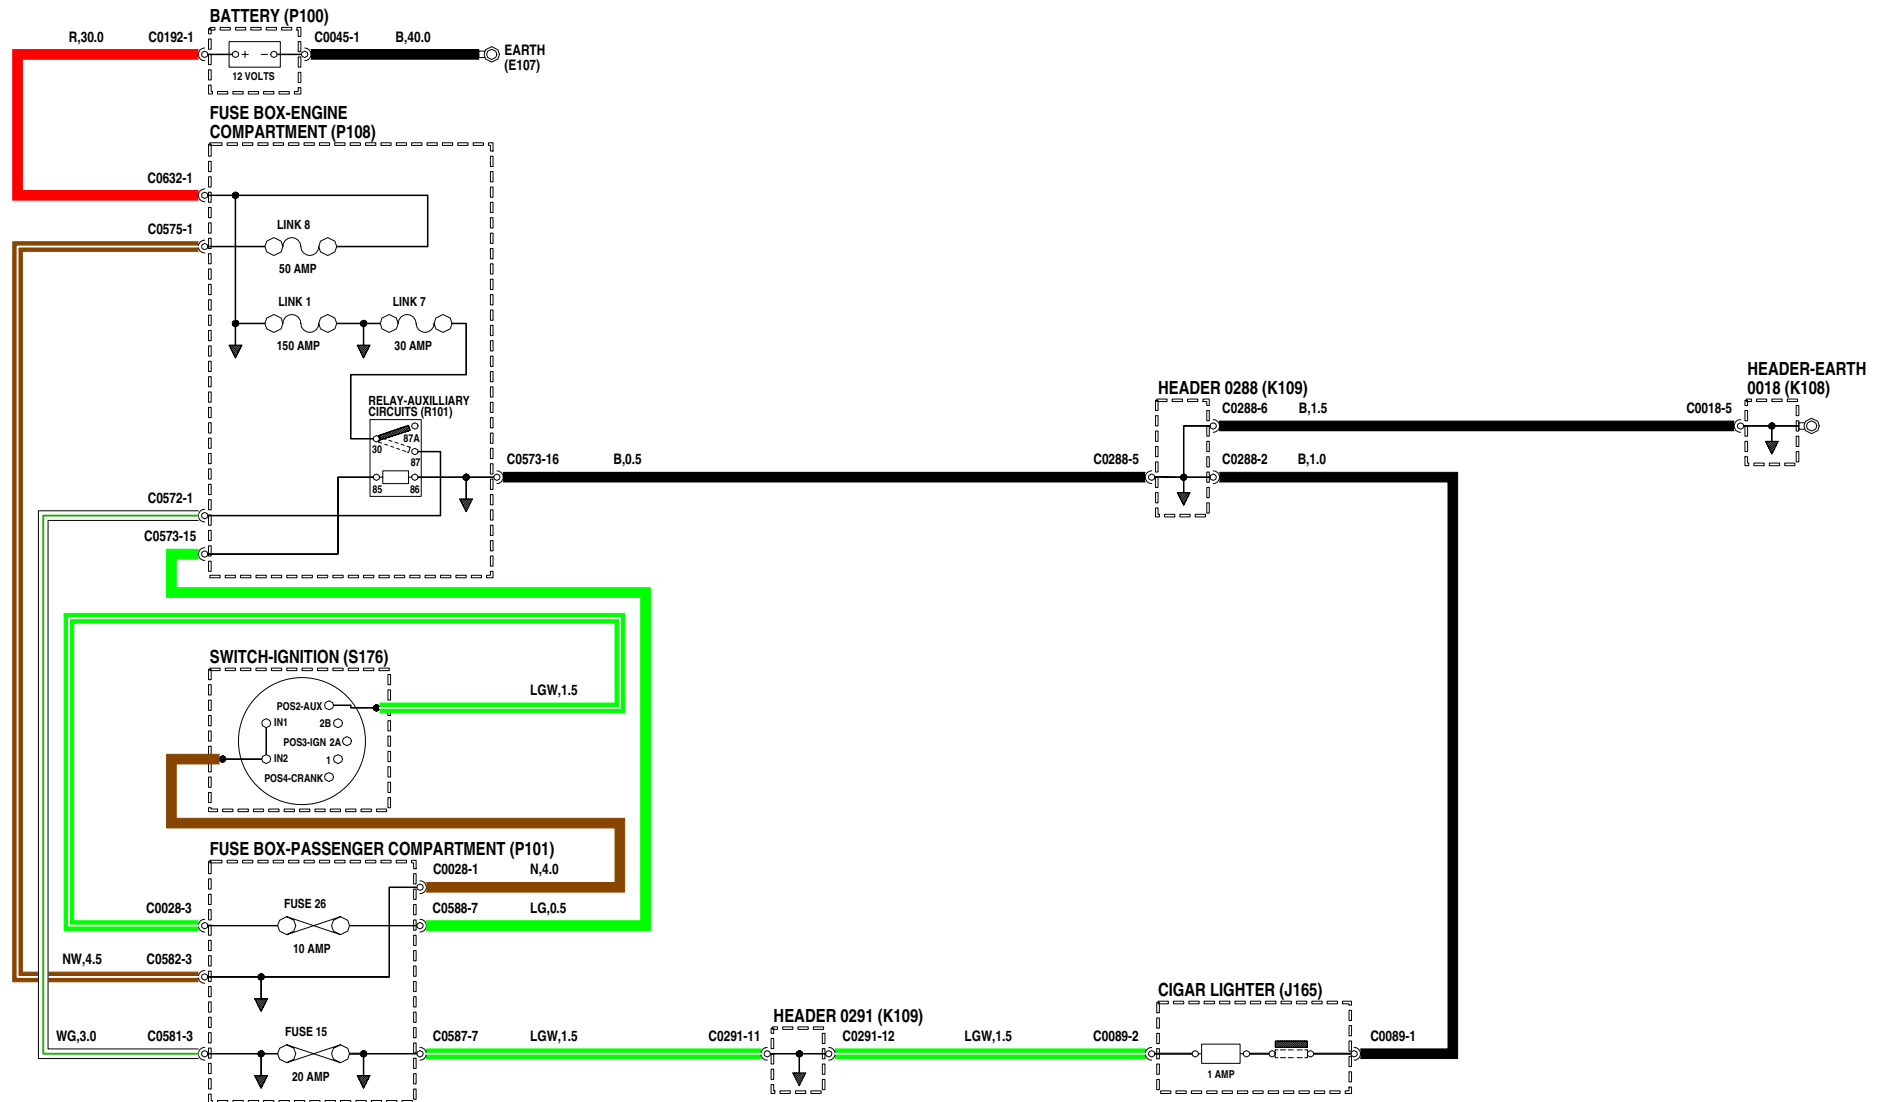 BATTERY (P100)
R,30.0
C0192-1
+
−
12 VOLTS
C0045-1
B,40.0
EARTH
(E107)
FUSE BOX-ENGINE
COMPARTMENT (P108)
C0632-1
C0575-1
LINK 8
50 AMP
LINK 1
150 AMP
LINK 7
30 AMP
RELAY-AUXILLIARY
CIRCUITS (R101)
87A
30
87
85
86
C0573-16
B,0.5
C0572-1
C0573-15
HEADER 0288 (K109)
C0288-5
C0288-6
B,1.5
C0288-2
B,1.0
HEADER-EARTH
0018 (K108)
C0018-5
SWITCH-IGNITION (S176)
POS2-AUX
IN1
2B
POS3-IGN 2A
IN2
1
POS4-CRANK
LGW,1.5
FUSE BOX-PASSENGER COMPARTMENT (P101)
C0028-1
N,4.0
C0028-3
FUSE 26
10 AMP
C0588-7
LG,0.5
NW,4.5
C0582-3
WG,3.0
C0581-3
FUSE 15
20 AMP
C0587-7
LGW,1.5
HEADER 0291 (K109)
C0291-11
C0291-12
LGW,1.5
CIGAR LIGHTER (J165)
C0089-2
1 AMP
C0089-1